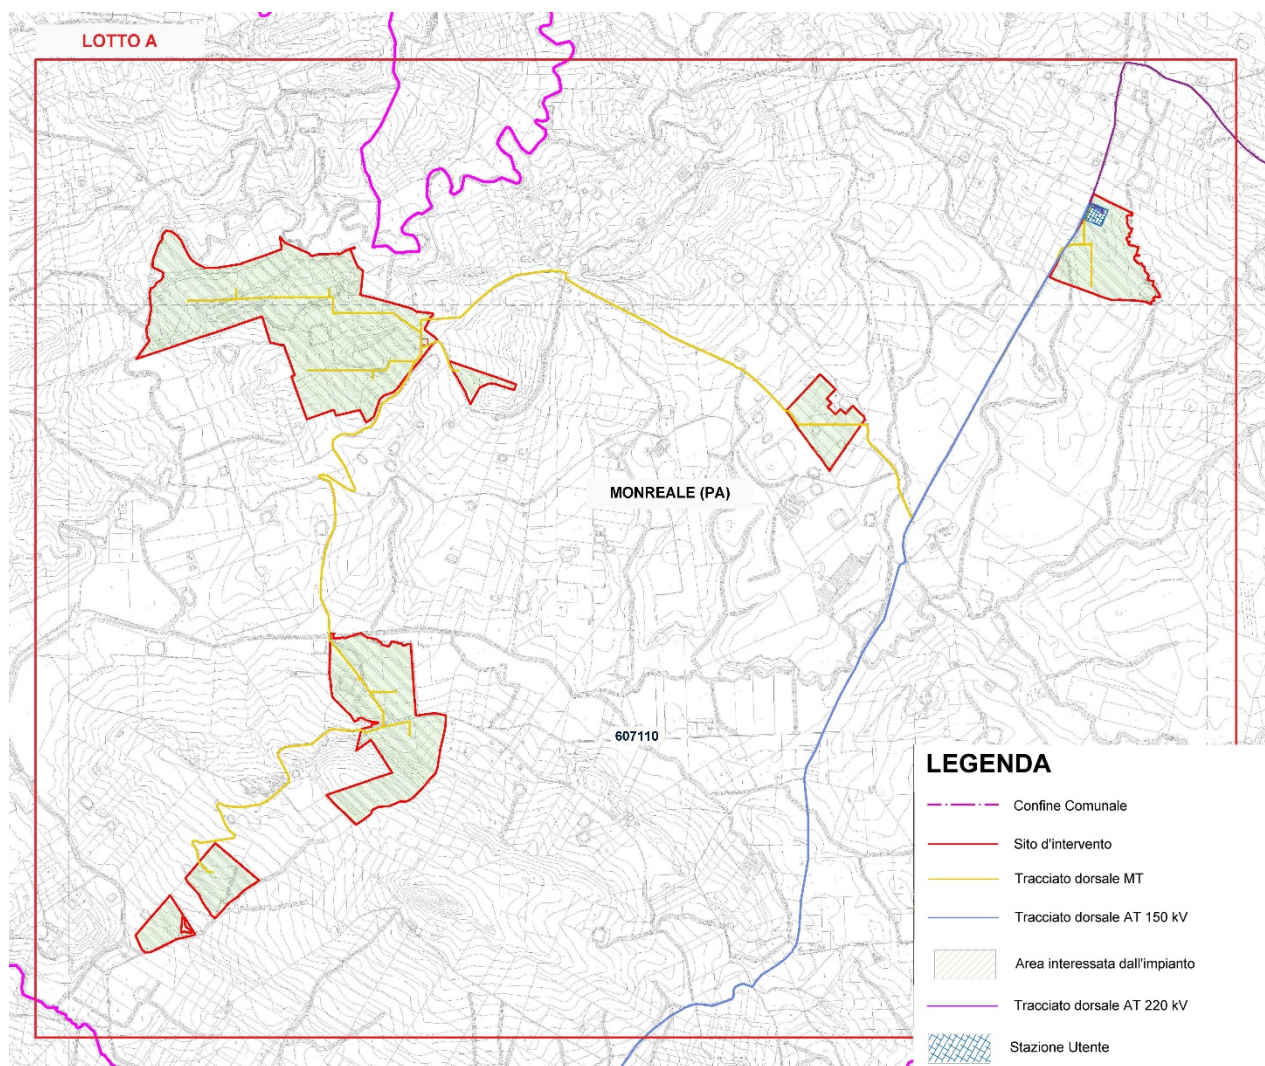 LOTTO A
MONREALE (PA)
607110
LEGENDA
Confine Comunale
Sito d'intervento
Tracciato dorsale MT
Tracciato dorsale AT 150 kV
Area interessata dall'impianto
Tracciato dorsale AT 220 kV
Stazione Utente